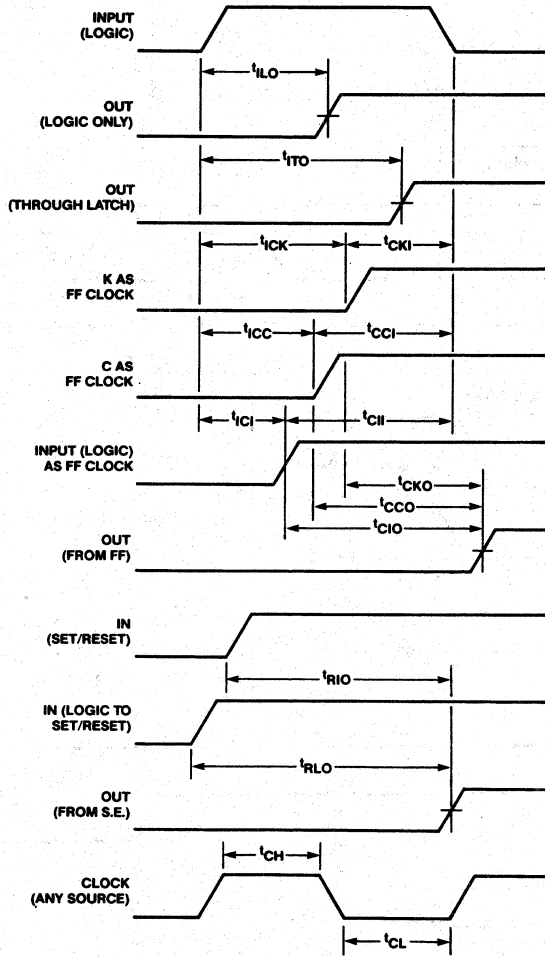 INPUT
(LOGIC)
tILO
OUT
(LOGIC ONLY)
tITO
OUT
(THROUGH LATCH)
tICK
tCKI
K AS
FF CLOCK
tICC
tCCI
C AS
FF CLOCK
tICI
tCII
INPUT (LOGIC)
AS FF CLOCK
tCKO
tCCO
tCIO
OUT
(FROM FF)
IN
(SET/RESET)
tRIO
IN (LOGIC TO
SET/RESET)
tRLO
OUT
(FROM S.E.)
tCH
CLOCK
(ANY SOURCE)
tCL